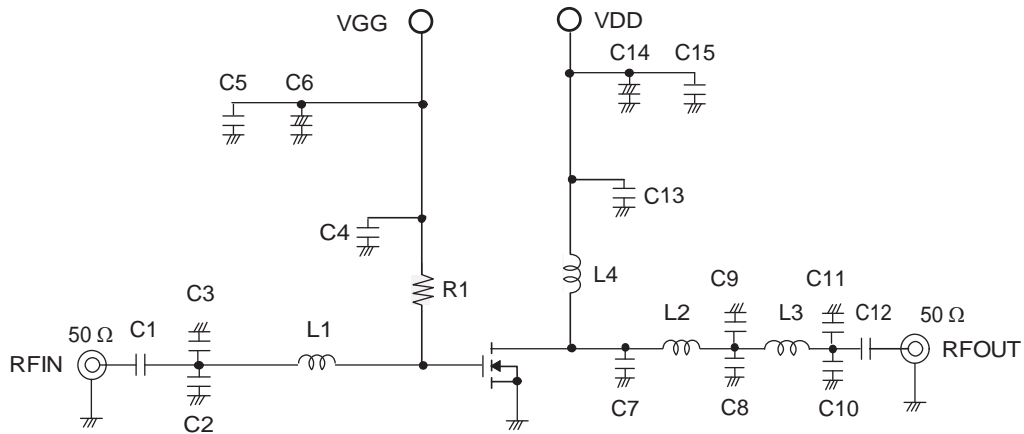 VGG
VDD
C5
C6
C14
C15
C4
C13
R1
L4
50 Ω
C1
C3
L1
L2
C9
L3
C11
C12
50 Ω
RFIN
RFOUT
C2
C7
C8
C10